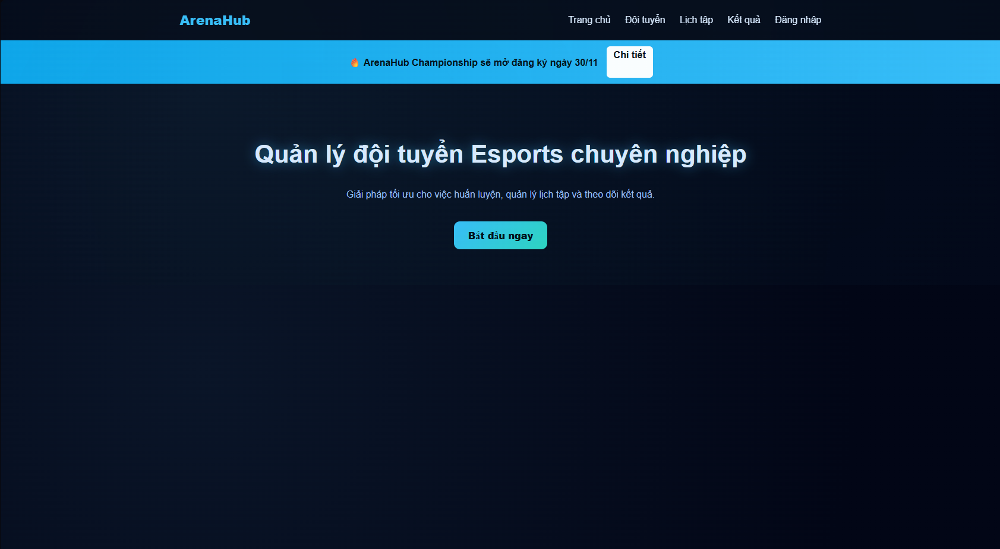 ArenaHub
Trang chủ Đội tuyển Lịch tập Kết quả Đăng nhập
🔥 ArenaHub Championship sẽ mở đăng ký ngày 30/11 Chi tiết
Quản lý đội tuyển Esports chuyên nghiệp
Giải pháp tối ưu cho việc huấn luyện, quản lý lịch tập và theo dõi kết quả.
Bắt đầu ngay